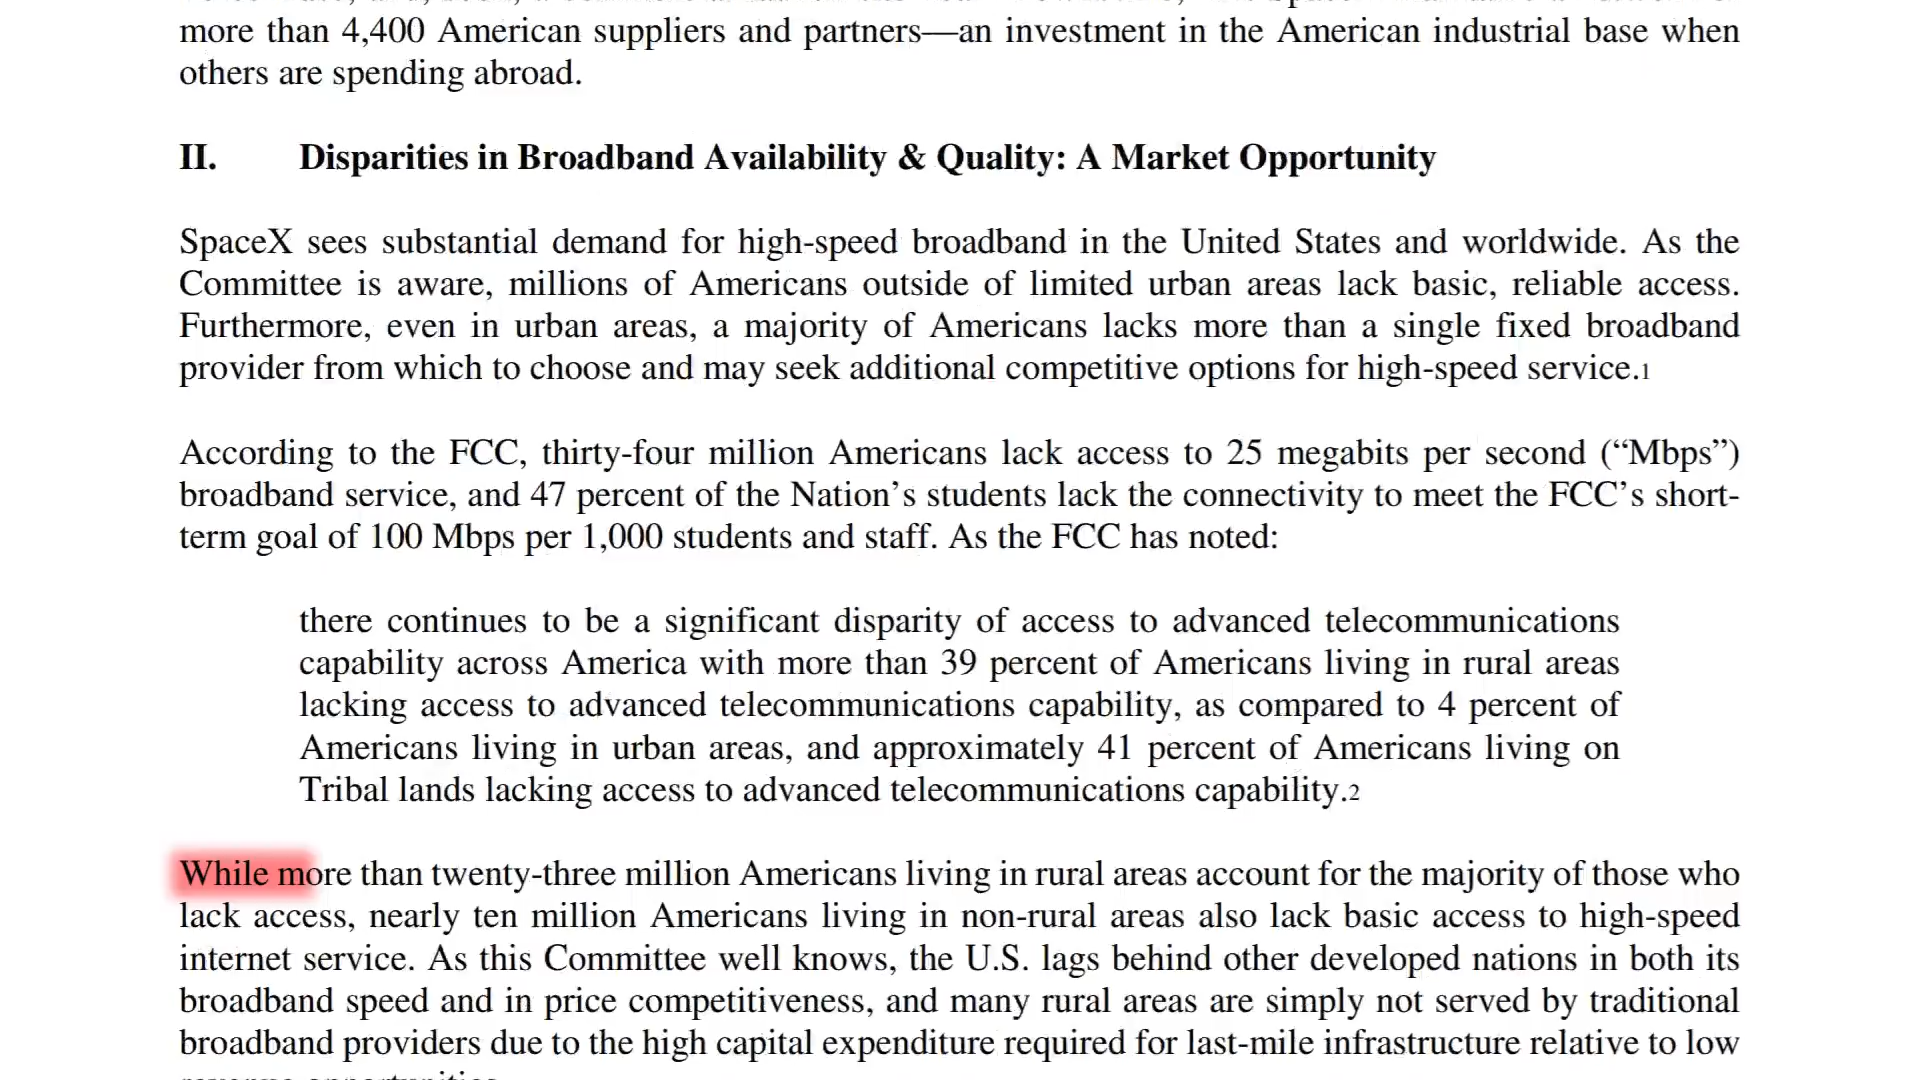 more than 4,400 American suppliers and partners—an investment in the American industrial base when
others are spending abroad.
II. Disparities in Broadband Availability & Quality: A Market Opportunity
SpaceX sees substantial demand for high-speed broadband in the United States and worldwide. As the
Committee is aware, millions of Americans outside of limited urban areas lack basic, reliable access.
Furthermore, even in urban areas, a majority of Americans lacks more than a single fixed broadband
provider from which to choose and may seek additional competitive options for high-speed service.1
According to the FCC, thirty-four million Americans lack access to 25 megabits per second (“Mbps”)
broadband service, and 47 percent of the Nation’s students lack the connectivity to meet the FCC’s short-
term goal of 100 Mbps per 1,000 students and staff. As the FCC has noted:
there continues to be a significant disparity of access to advanced telecommunications
capability across America with more than 39 percent of Americans living in rural areas
lacking access to advanced telecommunications capability, as compared to 4 percent of
Americans living in urban areas, and approximately 41 percent of Americans living on
Tribal lands lacking access to advanced telecommunications capability.2
While more than twenty-three million Americans living in rural areas account for the majority of those who
lack access, nearly ten million Americans living in non-rural areas also lack basic access to high-speed
internet service. As this Committee well knows, the U.S. lags behind other developed nations in both its
broadband speed and in price competitiveness, and many rural areas are simply not served by traditional
broadband providers due to the high capital expenditure required for last-mile infrastructure relative to low